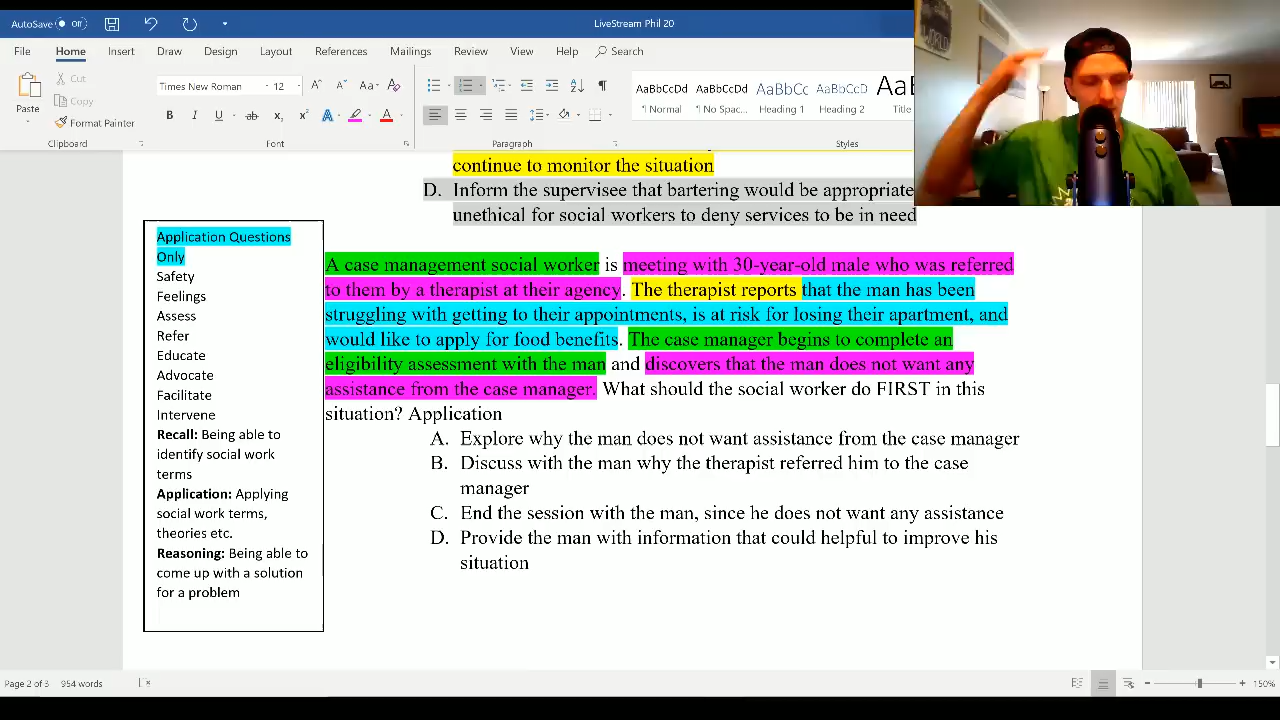 AutoSave Off LiveStream Phil 20
File Home Insert Draw Design Layout References Mailings Review View Help Search
Paste
Cut
Copy
Format Painter
Clipboard
Times New Roman 12
Font
Paragraph
AaBbCcDd AaBbCcDd AaBbCc AaBbCcD AaB
¶ Normal ¶ No Spac... Heading 1 Heading 2 Title
Styles
continue to monitor the situation
D. Inform the supervisee that bartering would be appropriate
unethical for social workers to deny services to be in need
Application Questions
Only
Safety
Feelings
Assess
Refer
Educate
Advocate
Facilitate
Intervene
Recall: Being able to
identify social work
terms
Application: Applying
social work terms,
theories etc.
Reasoning: Being able to
come up with a solution
for a problem
A case management social worker is meeting with 30-year-old male who was referred
to them by a therapist at their agency. The therapist reports that the man has been
struggling with getting to their appointments, is at risk for losing their apartment, and
would like to apply for food benefits. The case manager begins to complete an
eligibility assessment with the man and discovers that the man does not want any
assistance from the case manager. What should the social worker do FIRST in this
situation? Application
A. Explore why the man does not want assistance from the case manager
B. Discuss with the man why the therapist referred him to the case
manager
C. End the session with the man, since he does not want any assistance
D. Provide the man with information that could helpful to improve his
situation
Page 2 of 3 954 words 150%